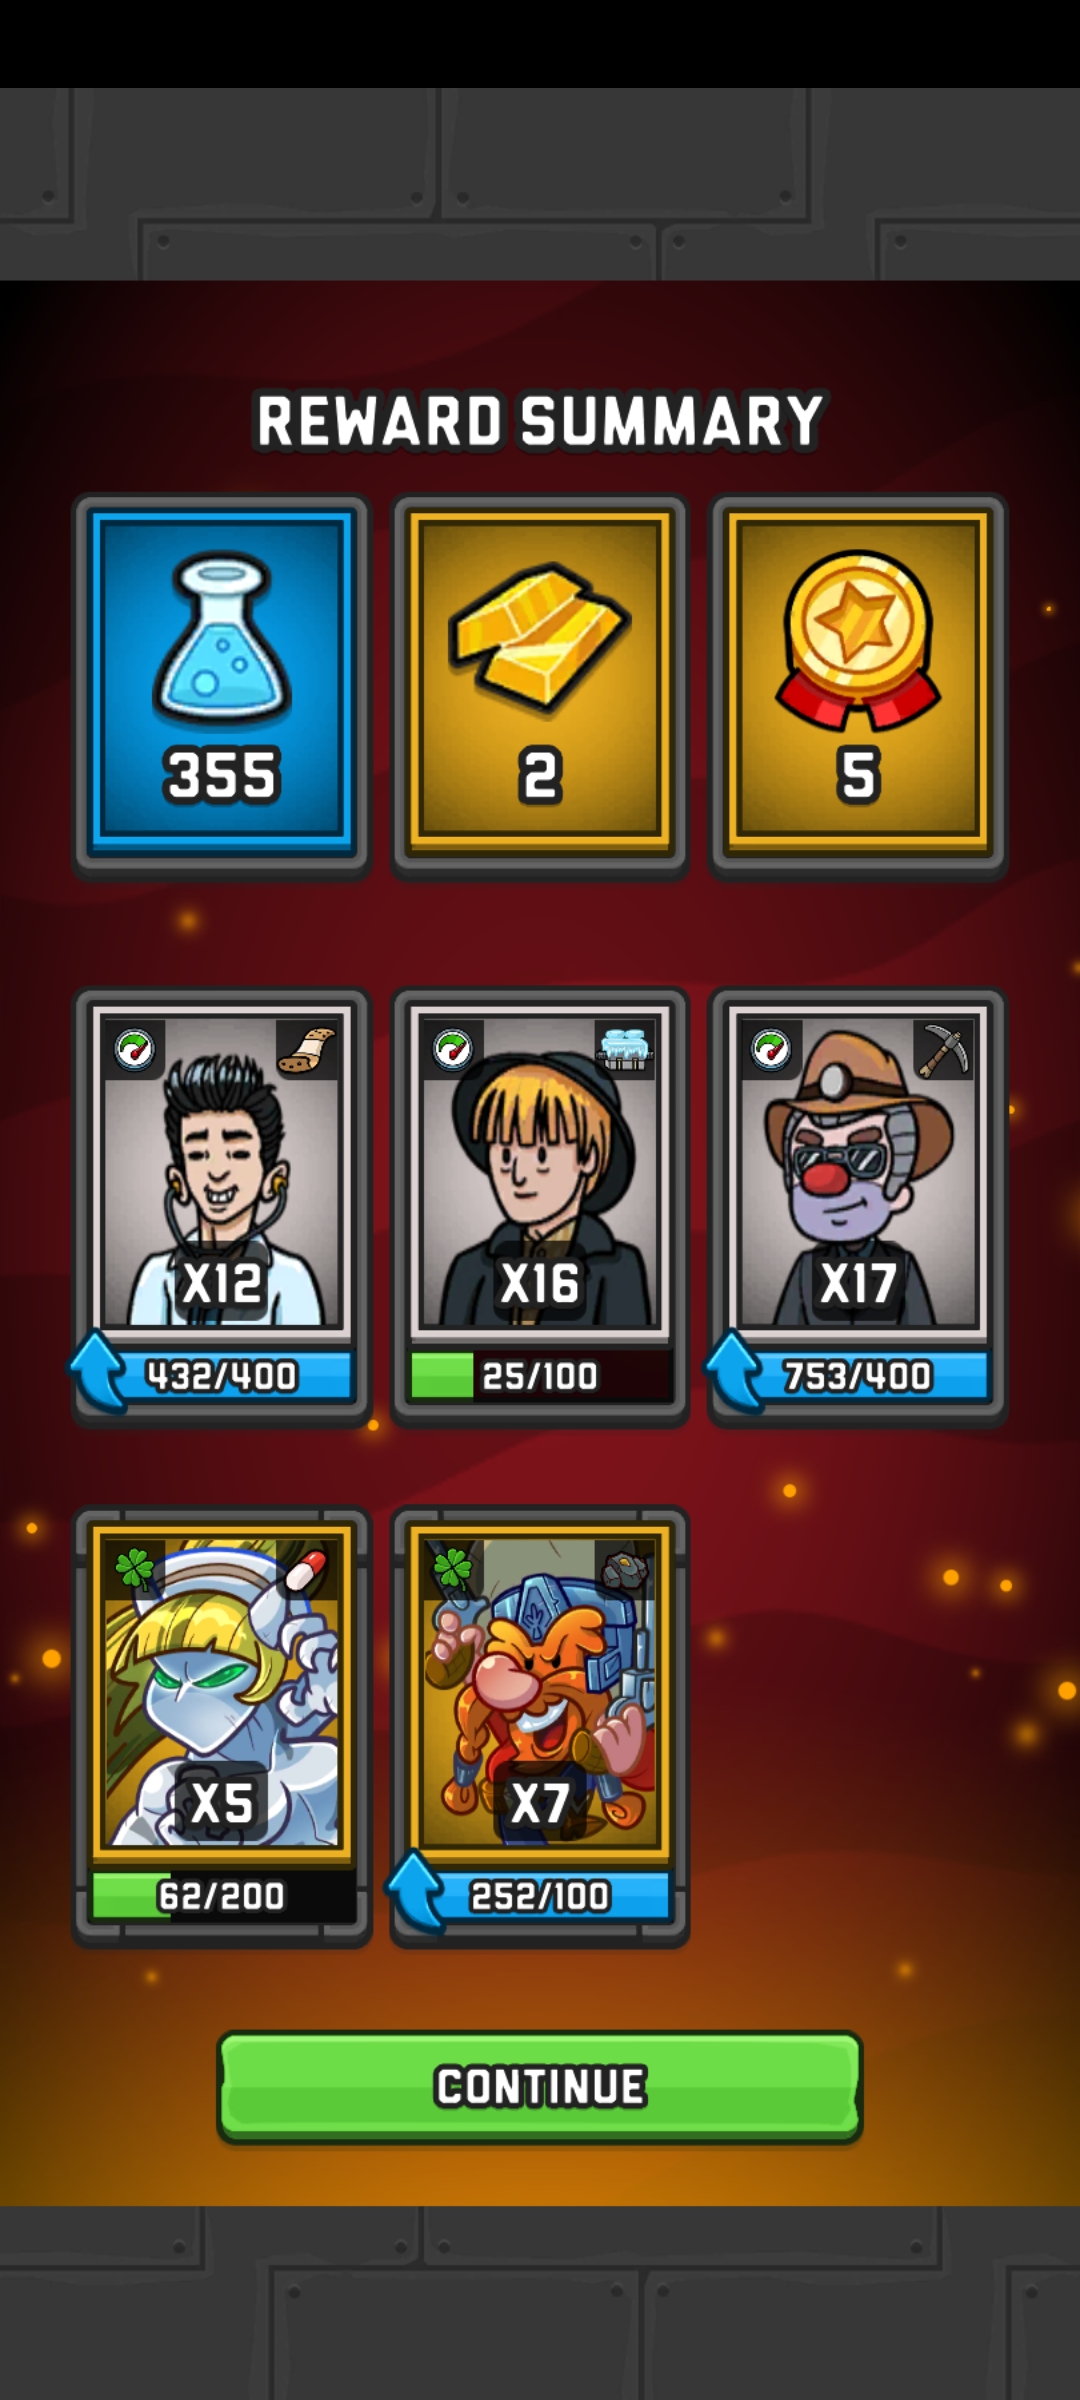 REWARD SUMMARY
355
2
5
X12
X16
X17
432/400
25/100
753/400
X5
X7
62/200
252/100
CONTINUE